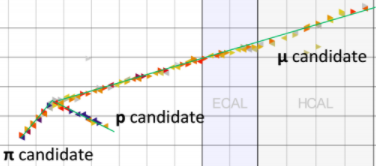 μ candidate
p candidate
ECAL
HCAL
π candidate